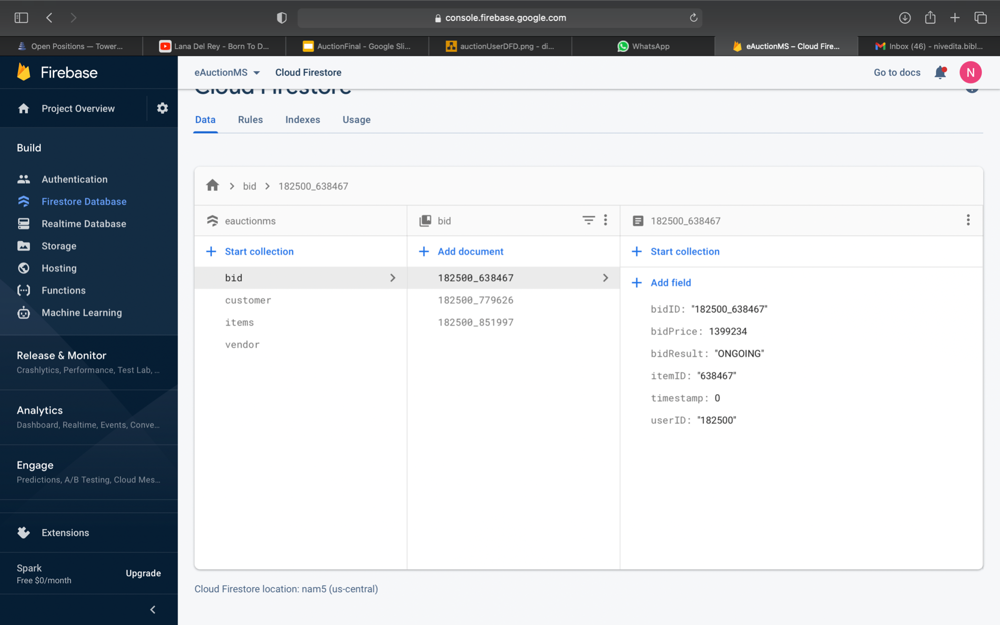 console.firebase.google.com
Open Positions — Tower...
Lana Del Rey - Born To D...
AuctionFinal - Google Sli...
auctionUserDFD.png - di...
WhatsApp
eAuctionMS – Cloud Fire...
Inbox (46) - nivedita.bibl...
Firebase
eAuctionMS
Cloud Firestore
Go to docs
N
Cloud Firestore
Project Overview
Data
Rules
Indexes
Usage
Build
Authentication
Firestore Database
Realtime Database
Storage
Hosting
Functions
Machine Learning
Release & Monitor
Crashlytics, Performance, Test Lab, ...
Analytics
Dashboard, Realtime, Events, Conve...
Engage
Predictions, A/B Testing, Cloud Mes...
Extensions
Spark
Free $0/month
Upgrade
bid
182500_638467
eauctionms
Start collection
bid
customer
items
vendor
bid
Add document
182500_638467
182500_779626
182500_851997
182500_638467
Start collection
Add field
bidID: "182500_638467"
bidPrice: 1399234
bidResult: "ONGOING"
itemID: "638467"
timestamp: 0
userID: "182500"
Cloud Firestore location: nam5 (us-central)